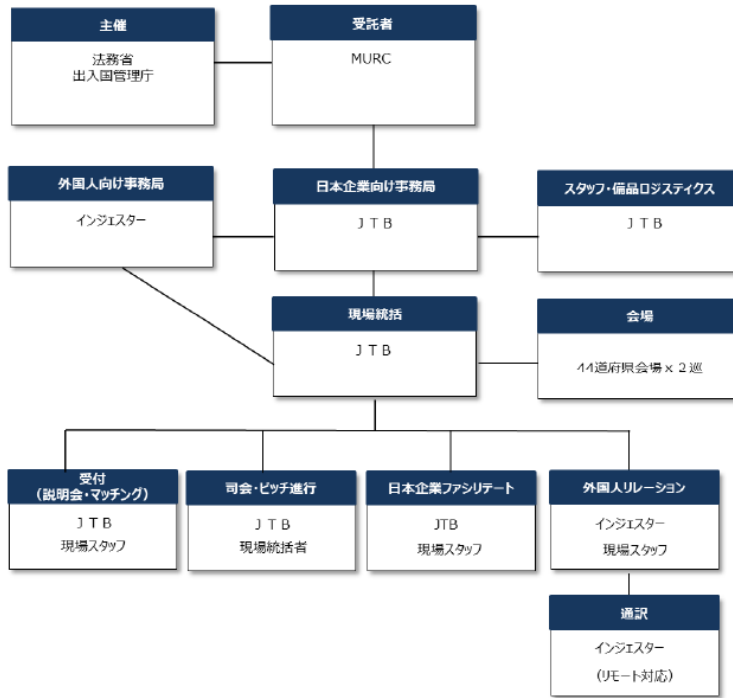 主催
法務省
出入国管理庁
受託者
MURC
外国人向け事務局
インジェスター
日本企業向け事務局
ＪＴＢ
スタッフ・備品ロジスティクス
ＪＴＢ
現場統括
ＪＴＢ
会場
44道府県会場 x ２巡
受付
（説明会・マッチング）
ＪＴＢ
現場スタッフ
司会・ピッチ進行
ＪＴＢ
現場統括者
日本企業ファシリテート
JTB
現場スタッフ
外国人リレーション
インジェスター
現場スタッフ
通訳
インジェスター
（リモート対応）